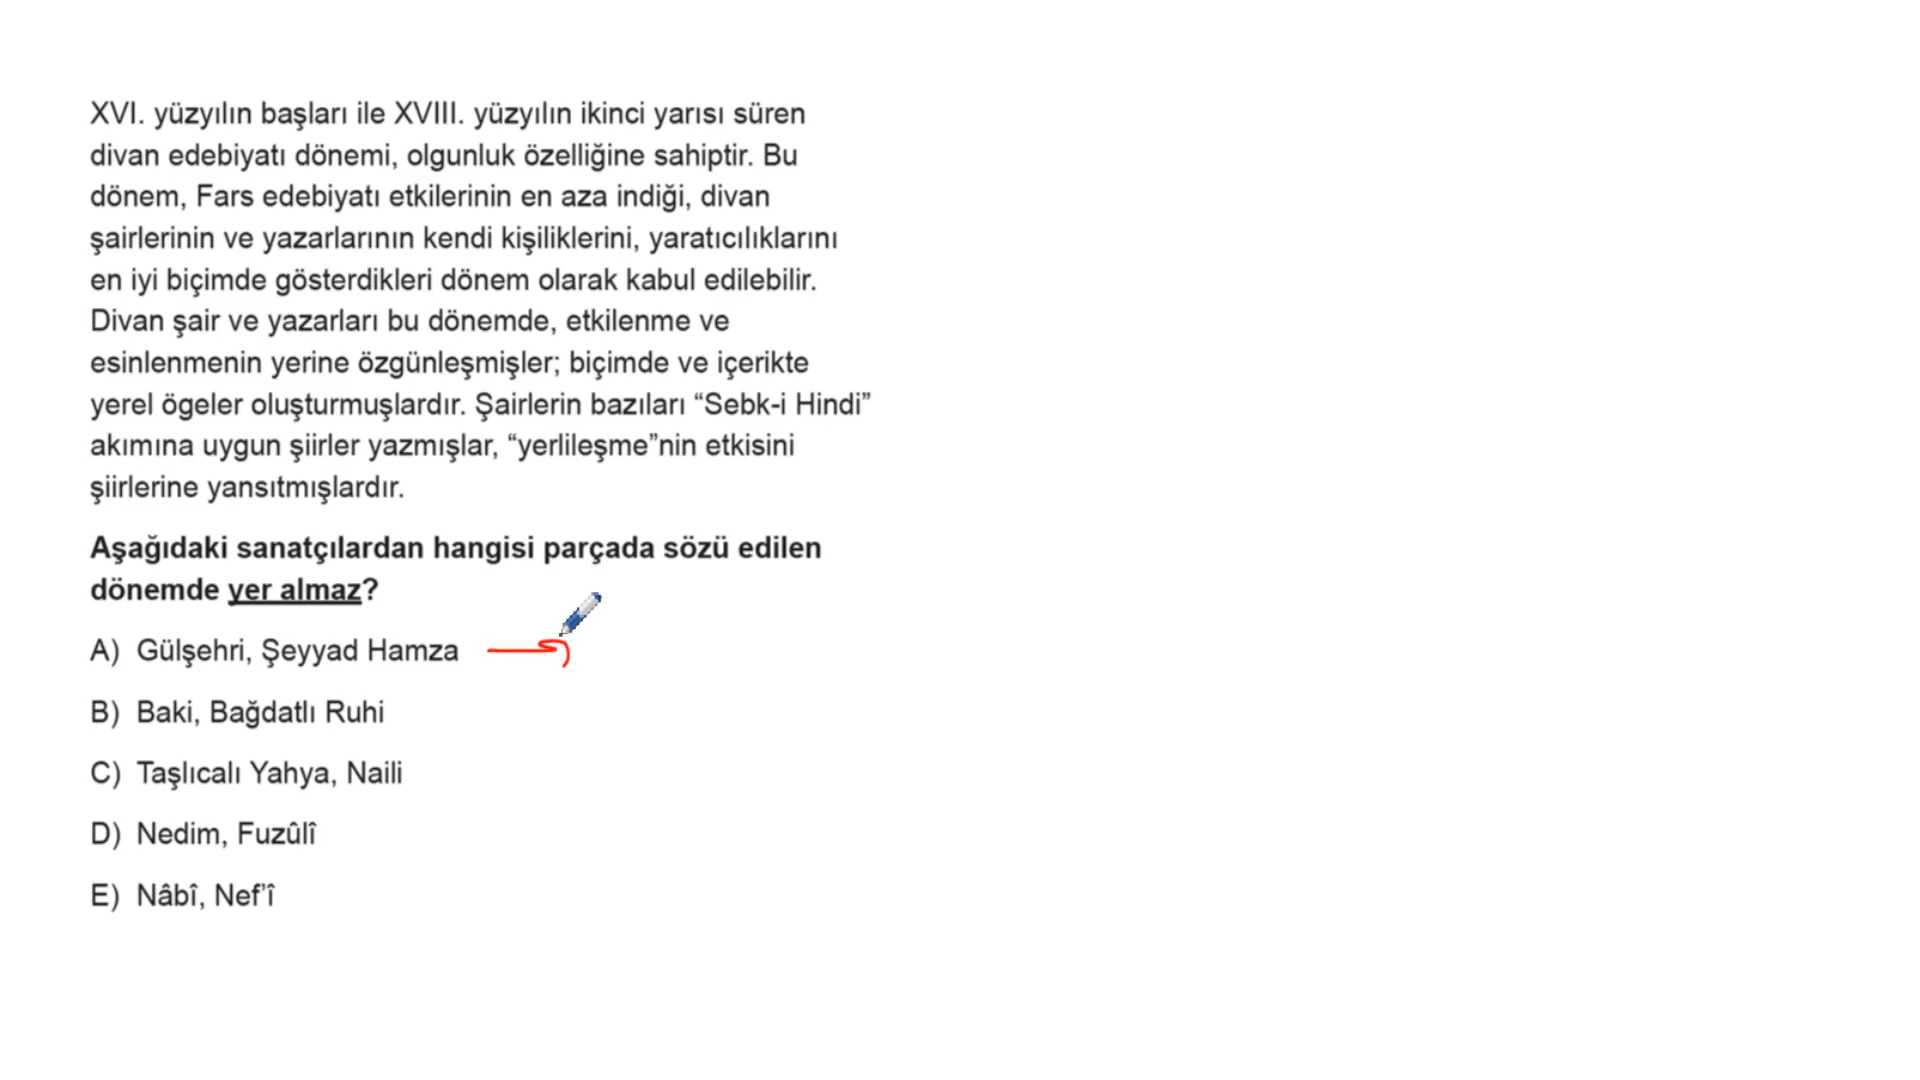 XVI. yüzyılın başları ile XVIII. yüzyılın ikinci yarısı süren
divan edebiyatı dönemi, olgunluk özelliğine sahiptir. Bu
dönem, Fars edebiyatı etkilerinin en aza indiği, divan
şairlerinin ve yazarlarının kendi kişiliklerini, yaratıcılıklarını
en iyi biçimde gösterdikleri dönem olarak kabul edilebilir.
Divan şair ve yazarları bu dönemde, etkilenme ve
esinlenmenin yerine özgünleşmişler; biçimde ve içerikte
yerel ögeler oluşturmuşlardır. Şairlerin bazıları “Sebk-i Hindi”
akımına uygun şiirler yazmışlar, “yerlileşme”nin etkisini
şiirlerine yansıtmışlardır.
Aşağıdaki sanatçılardan hangisi parçada sözü edilen
dönemde yer almaz?
A) Gülşehri, Şeyyad Hamza
B) Baki, Bağdatlı Ruhi
C) Taşlıcalı Yahya, Naili
D) Nedim, Fuzûlî
E) Nâbî, Nef’î